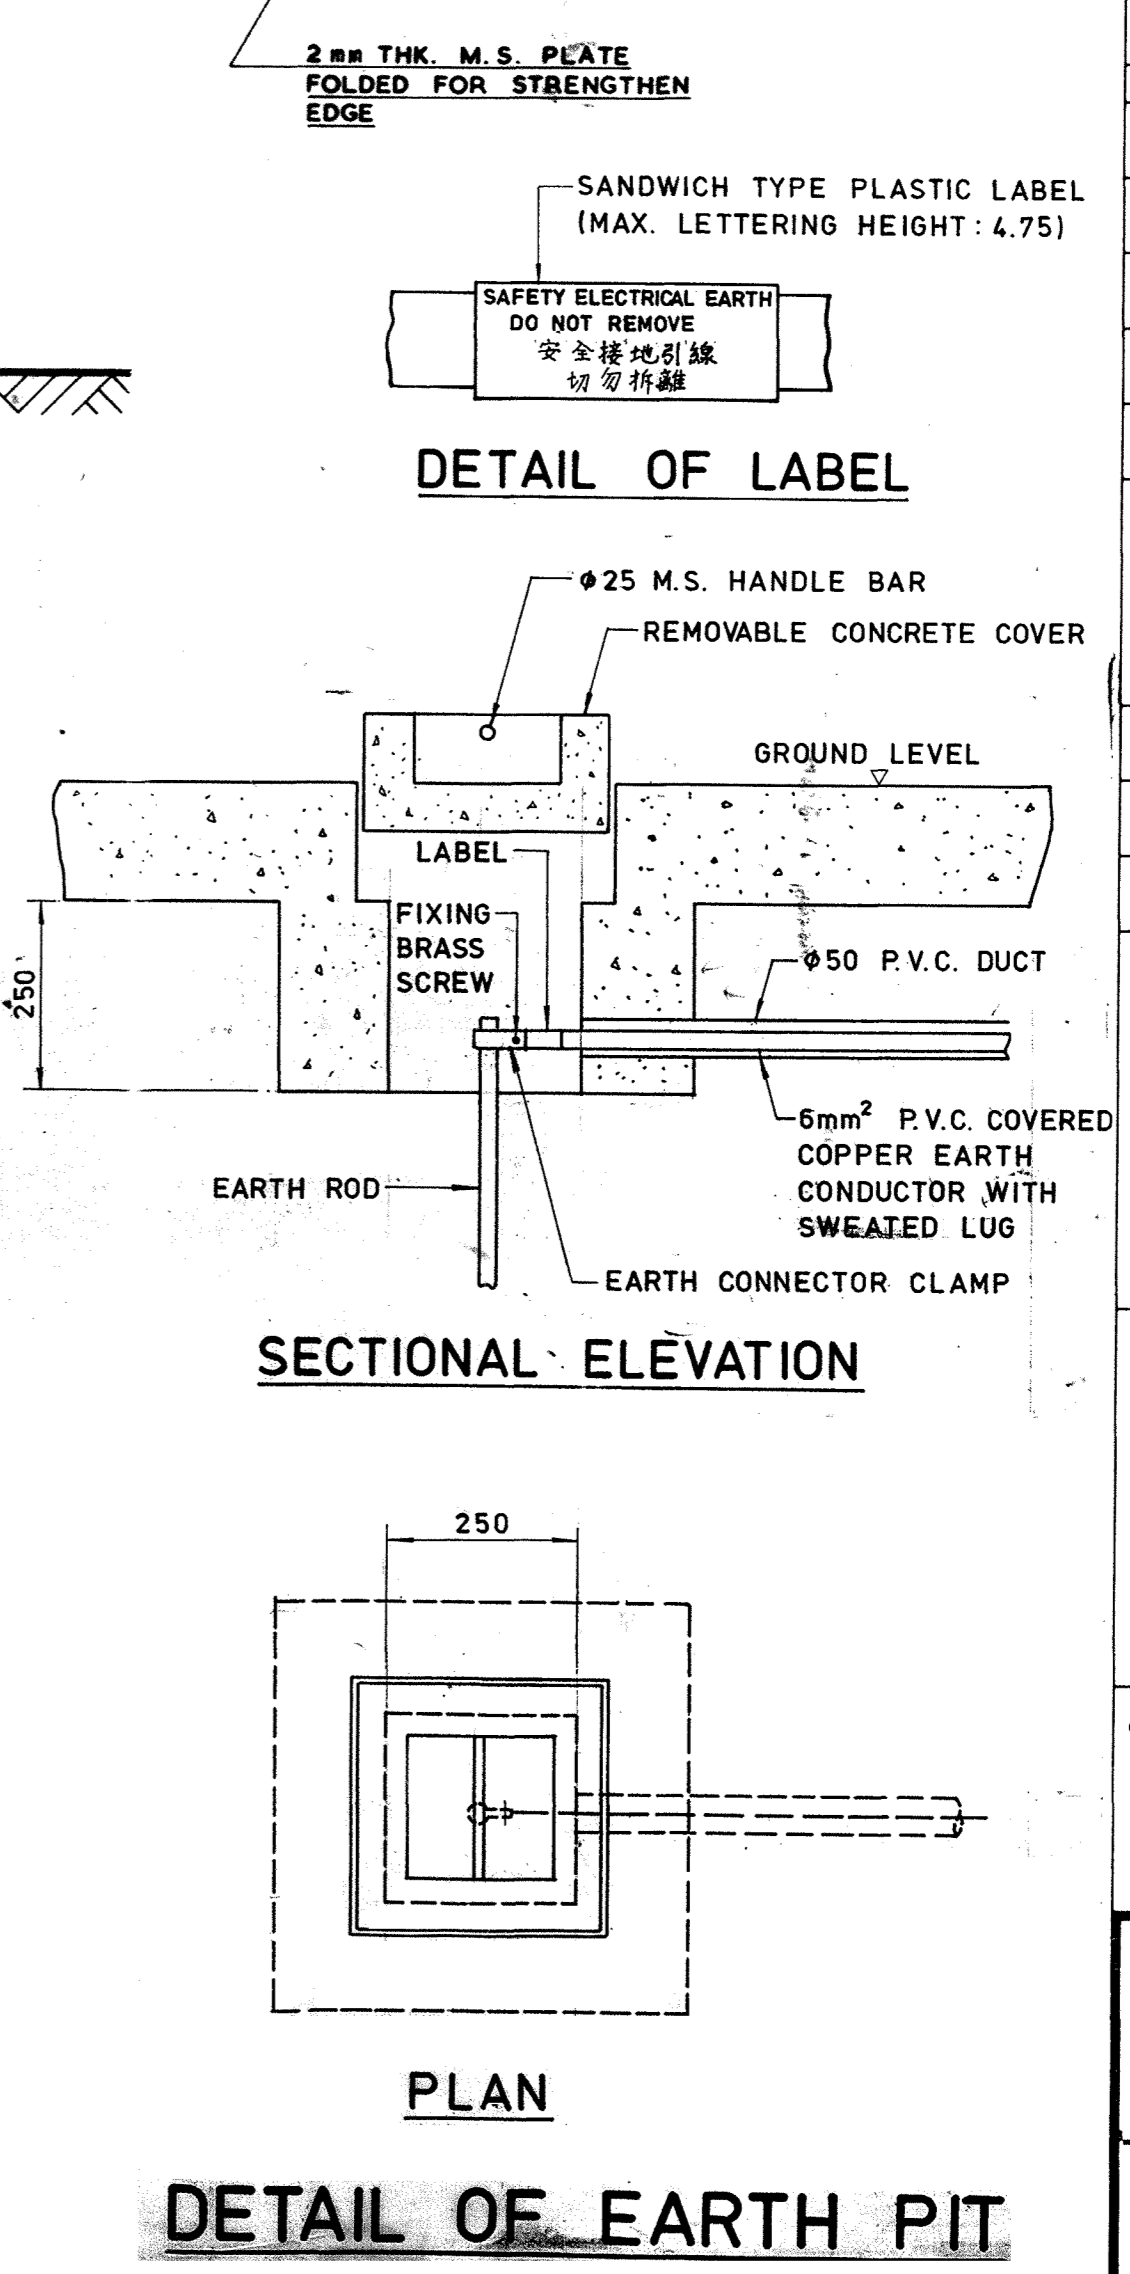 2mm THK. M.S. PLATE
FOLDED FOR STRENGTHEN
EDGE
SANDWICH TYPE PLASTIC LABEL
(MAX. LETTERING HEIGHT : 4.75)
SAFETY ELECTRICAL EARTH
DO NOT REMOVE
安全接地引線
切勿拆離
DETAIL OF LABEL
φ25 M.S. HANDLE BAR
REMOVABLE CONCRETE COVER
GROUND LEVEL
LABEL
FIXING
BRASS
SCREW
250
φ50 P.V.C. DUCT
6mm² P.V.C. COVERED
COPPER EARTH
CONDUCTOR WITH
SWEATED LUG
EARTH ROD
EARTH CONNECTOR CLAMP
SECTIONAL ELEVATION
250
PLAN
DETAIL OF EARTH PIT